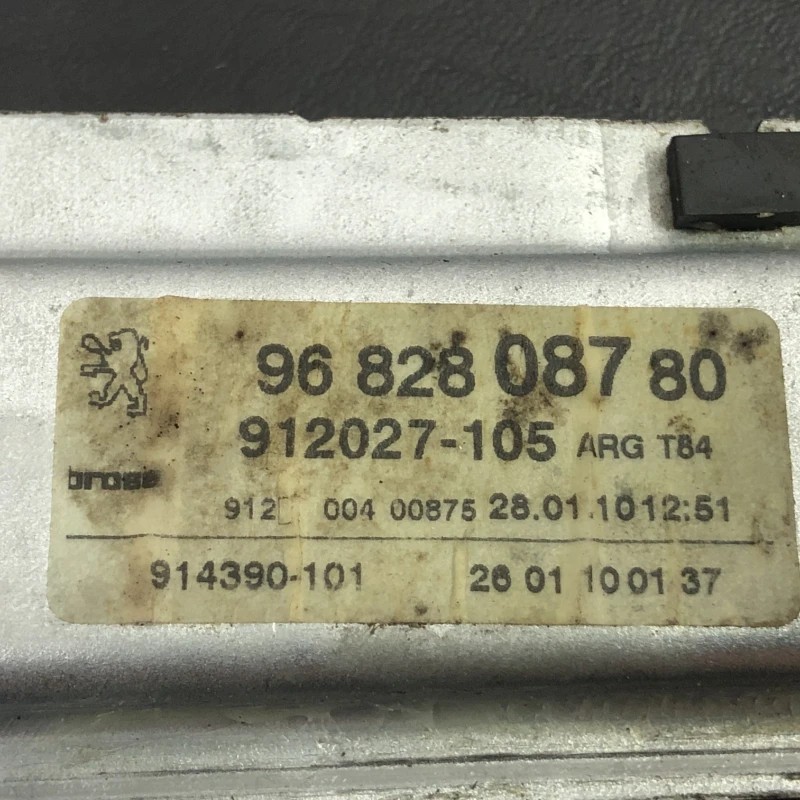 96 828 087 80
912027-105 ARG T84
brose
912 004 00875 28.01.10 12:51
914390-101 26 01 10 01 37